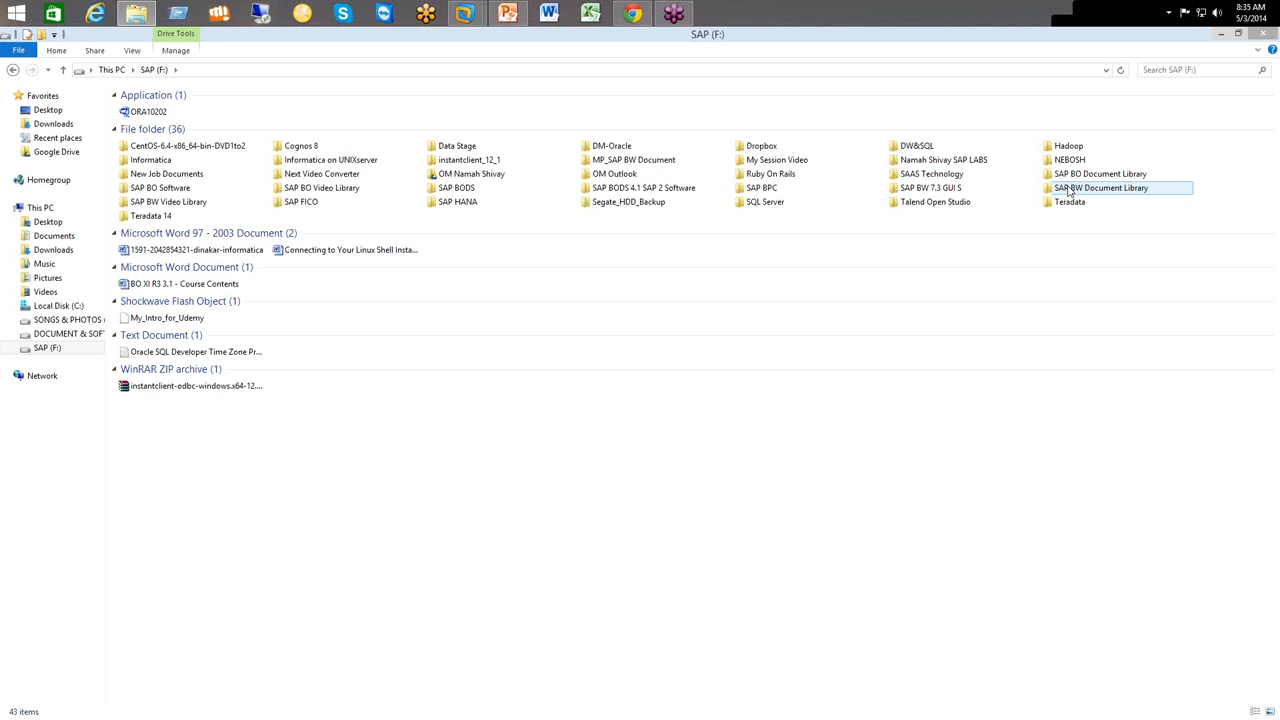 8:35 AM
5/3/2014
Drive Tools
SAP (F:)
File Home Share View Manage
This PC SAP (F:)
Search SAP (F:)
Favorites
Desktop
Downloads
Recent places
Google Drive
Homegroup
This PC
Desktop
Documents
Downloads
Music
Pictures
Videos
Local Disk (C:)
SONGS & PHOTOS (
DOCUMENT & SOF
SAP (F:)
Network
Application (1)
ORA10202
File folder (36)
CentOS-6.4-x86_64-bin-DVD1to2 Cognos 8 Data Stage DM-Oracle Dropbox DW&SQL Hadoop
Informatica Informatica on UNIXserver instantclient_12_1 MP_SAP BW Document My Session Video Namah Shivay SAP LABS NEBOSH
New Job Documents Next Video Converter OM Namah Shivay OM Outlook Ruby On Rails SAAS Technology SAP BO Document Library
SAP BO Software SAP BO Video Library SAP BODS SAP BODS 4.1 SAP 2 Software SAP BPC SAP BW 7.3 GUI S SAP BW Document Library
SAP BW Video Library SAP FICO SAP HANA Segate_HDD_Backup SQL Server Talend Open Studio Teradata
Teradata 14
Microsoft Word 97 - 2003 Document (2)
1591-2042854321-dinakar-informatica Connecting to Your Linux Shell Insta...
Microsoft Word Document (1)
BO XI R3 3.1 - Course Contents
Shockwave Flash Object (1)
My_Intro_for_Udemy
Text Document (1)
Oracle SQL Developer Time Zone Pr...
WinRAR ZIP archive (1)
instantclient-odbc-windows.x64-12....
43 items